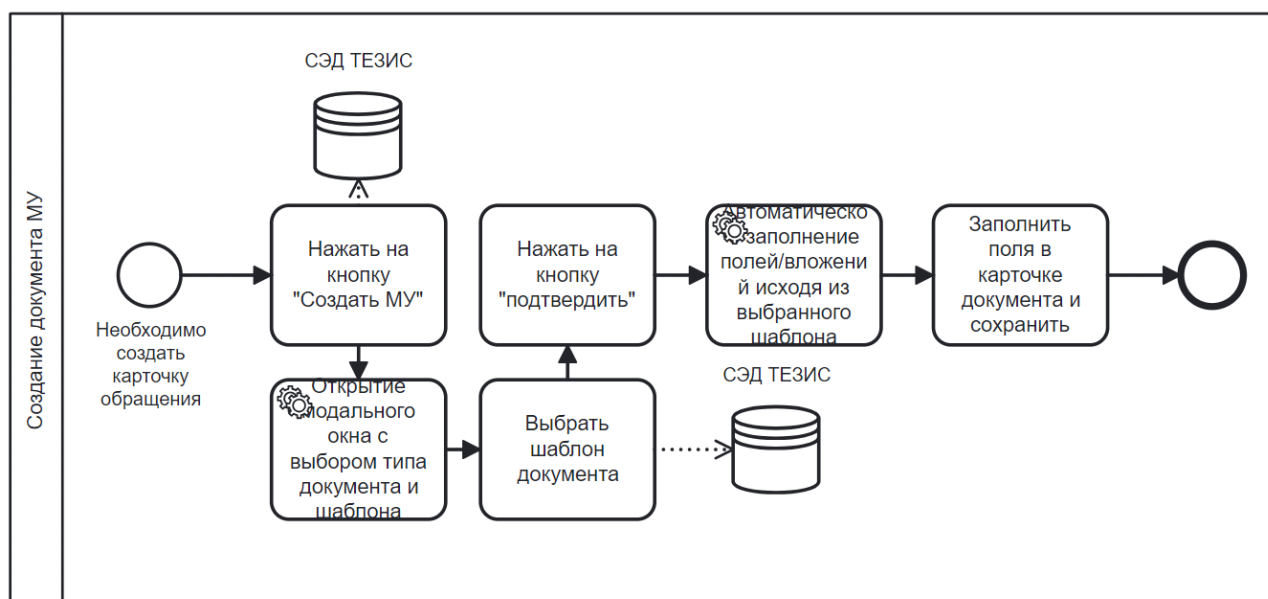 Создание документа МУ
СЭД ТЕЗИС
Необходимо
создать
карточку
обращения
Нажать на
кнопку
"Создать МУ"
Открытие
модального
окна с
выбором типа
документа и
шаблона
Выбрать
шаблон
документа
СЭД ТЕЗИС
Нажать на
кнопку
"подтвердить"
Автоматическо
заполнение
полей/вложени
й исходя из
выбранного
шаблона
Заполнить
поля в
карточке
документа и
сохранить